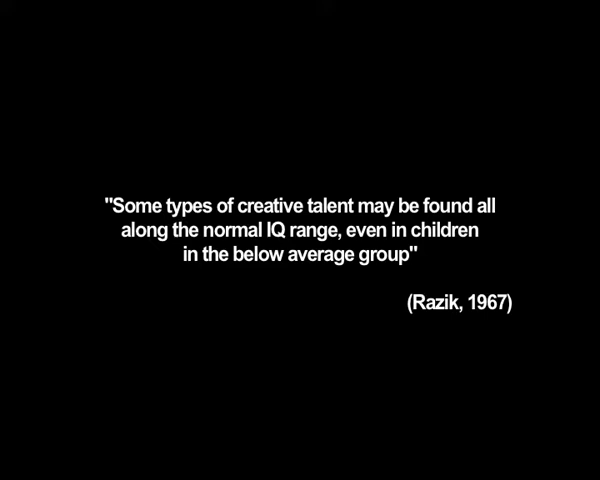 "Some types of creative talent may be found all
along the normal IQ range, even in children
in the below average group"
(Razik, 1967)